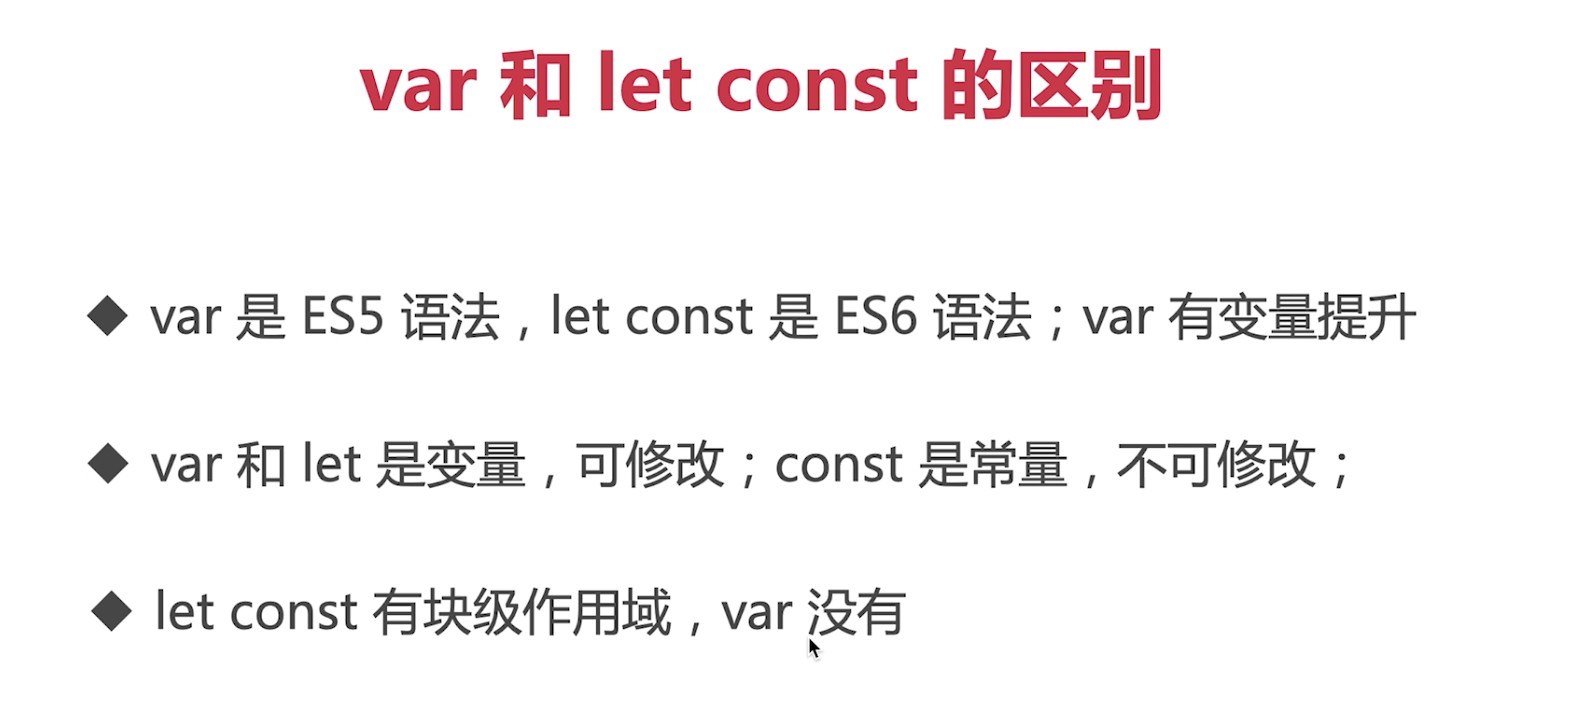 var 和 let const 的区别
◆ var 是 ES5 语法，let const 是 ES6 语法；var 有变量提升
◆ var 和 let 是变量，可修改；const 是常量，不可修改；
◆ let const 有块级作用域，var 没有